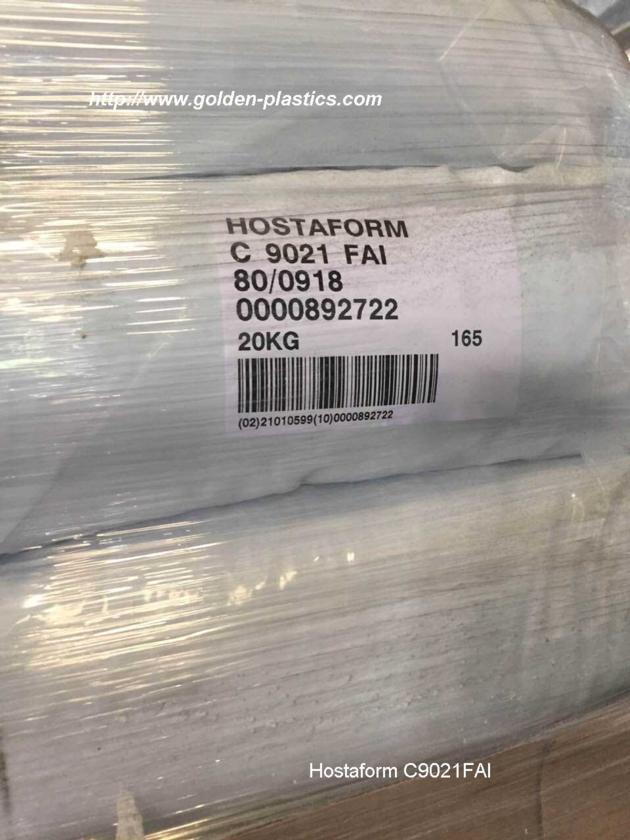 http://www.golden-plastics.com
HOSTAFORM
C 9021 FAI
80/0918
0000892722
20KG 165
(02)21010599(10)0000892722
Hostaform C9021FAI